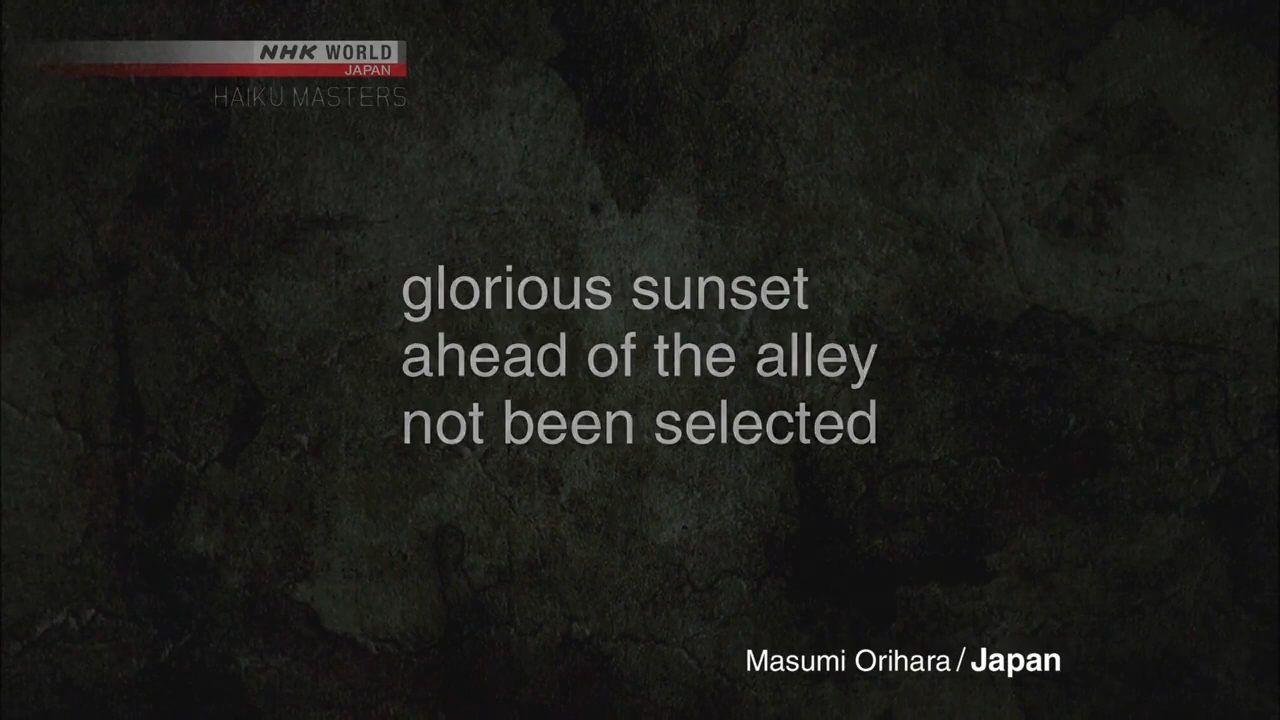 NHK WORLD
JAPAN
HAIKU MASTERS
glorious sunset
ahead of the alley
not been selected
Masumi Orihara / Japan